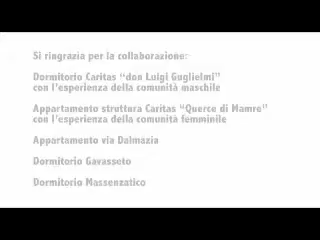 Si ringrazia per la collaborazione:
Dormitorio Caritas “don Luigi Guglielmi”
con l'esperienza della comunità maschile
Appartamento struttura Caritas “Querce di Mamre”
con l'esperienza della comunità femminile
Appartamento via Dalmazia
Dormitorio Gavasseto
Dormitorio Massenzatico